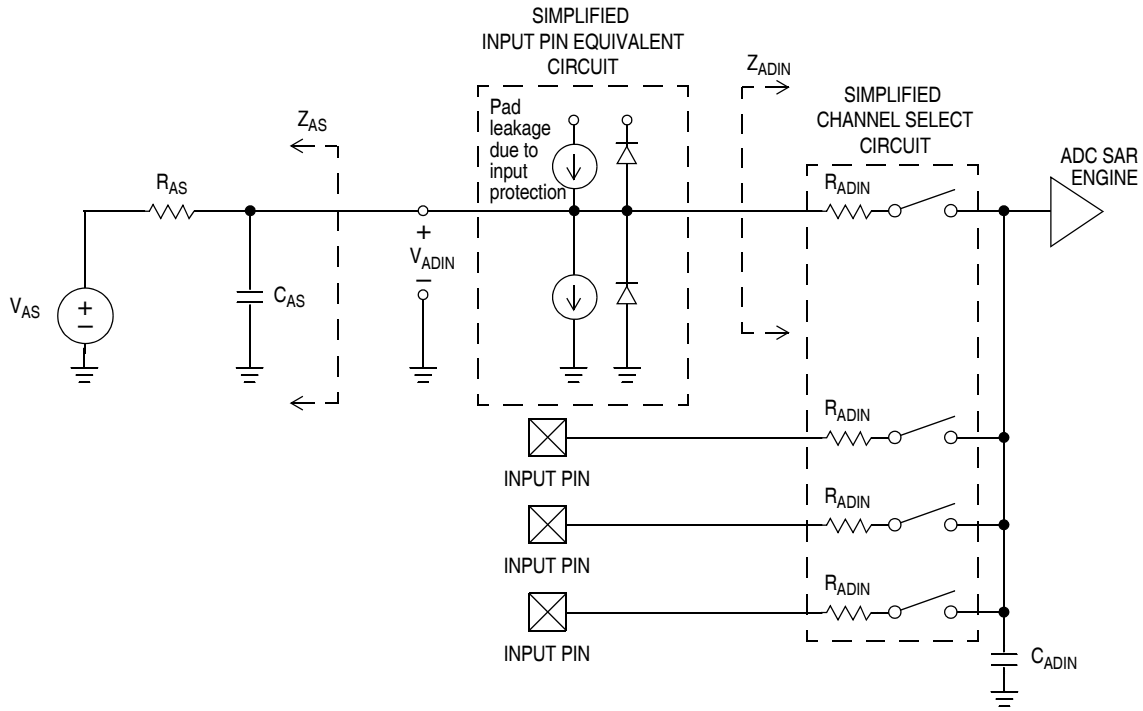 SIMPLIFIED
INPUT PIN EQUIVALENT
CIRCUIT
Pad
leakage
due to
input
protection
Z_ADIN
SIMPLIFIED
CHANNEL SELECT
CIRCUIT
ADC SAR
ENGINE
Z_AS
R_AS
R_ADIN
+
V_ADIN
–
V_AS
+
–
C_AS
R_ADIN
INPUT PIN
R_ADIN
INPUT PIN
R_ADIN
INPUT PIN
C_ADIN